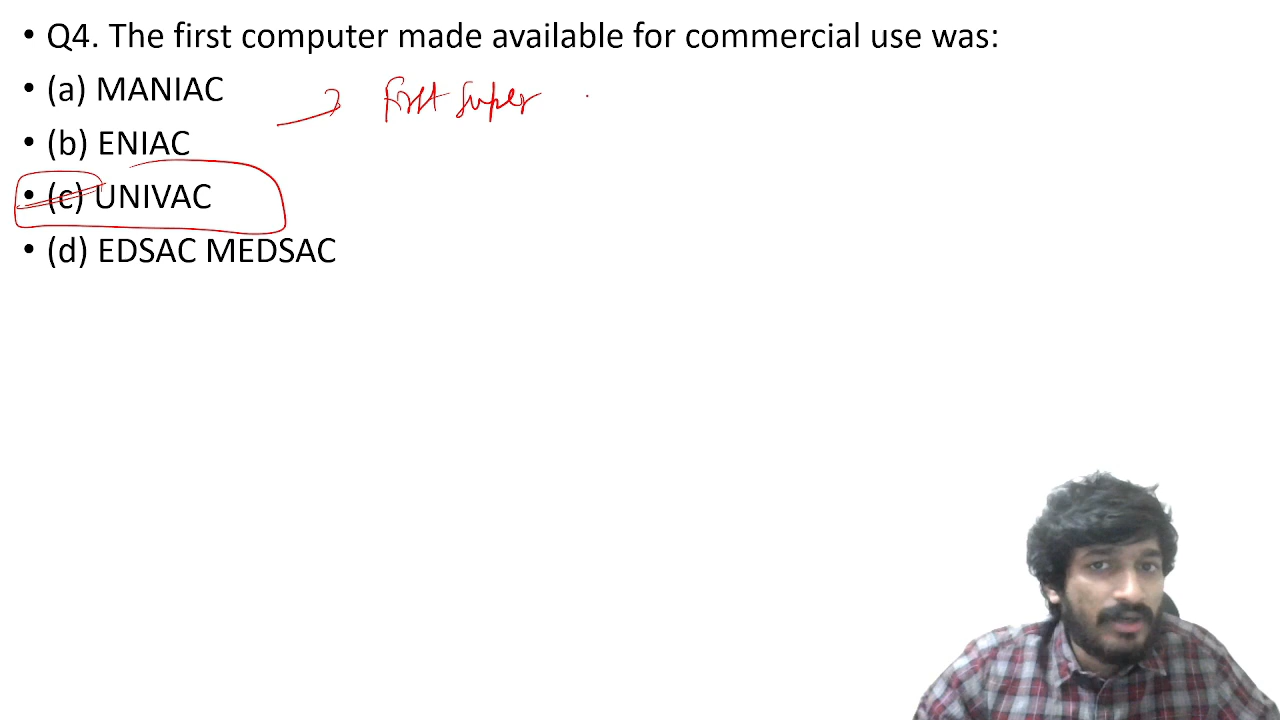 • Q4. The first computer made available for commercial use was:
• (a) MANIAC
First Super
• (b) ENIAC
• (c) UNIVAC
• (d) EDSAC MEDSAC